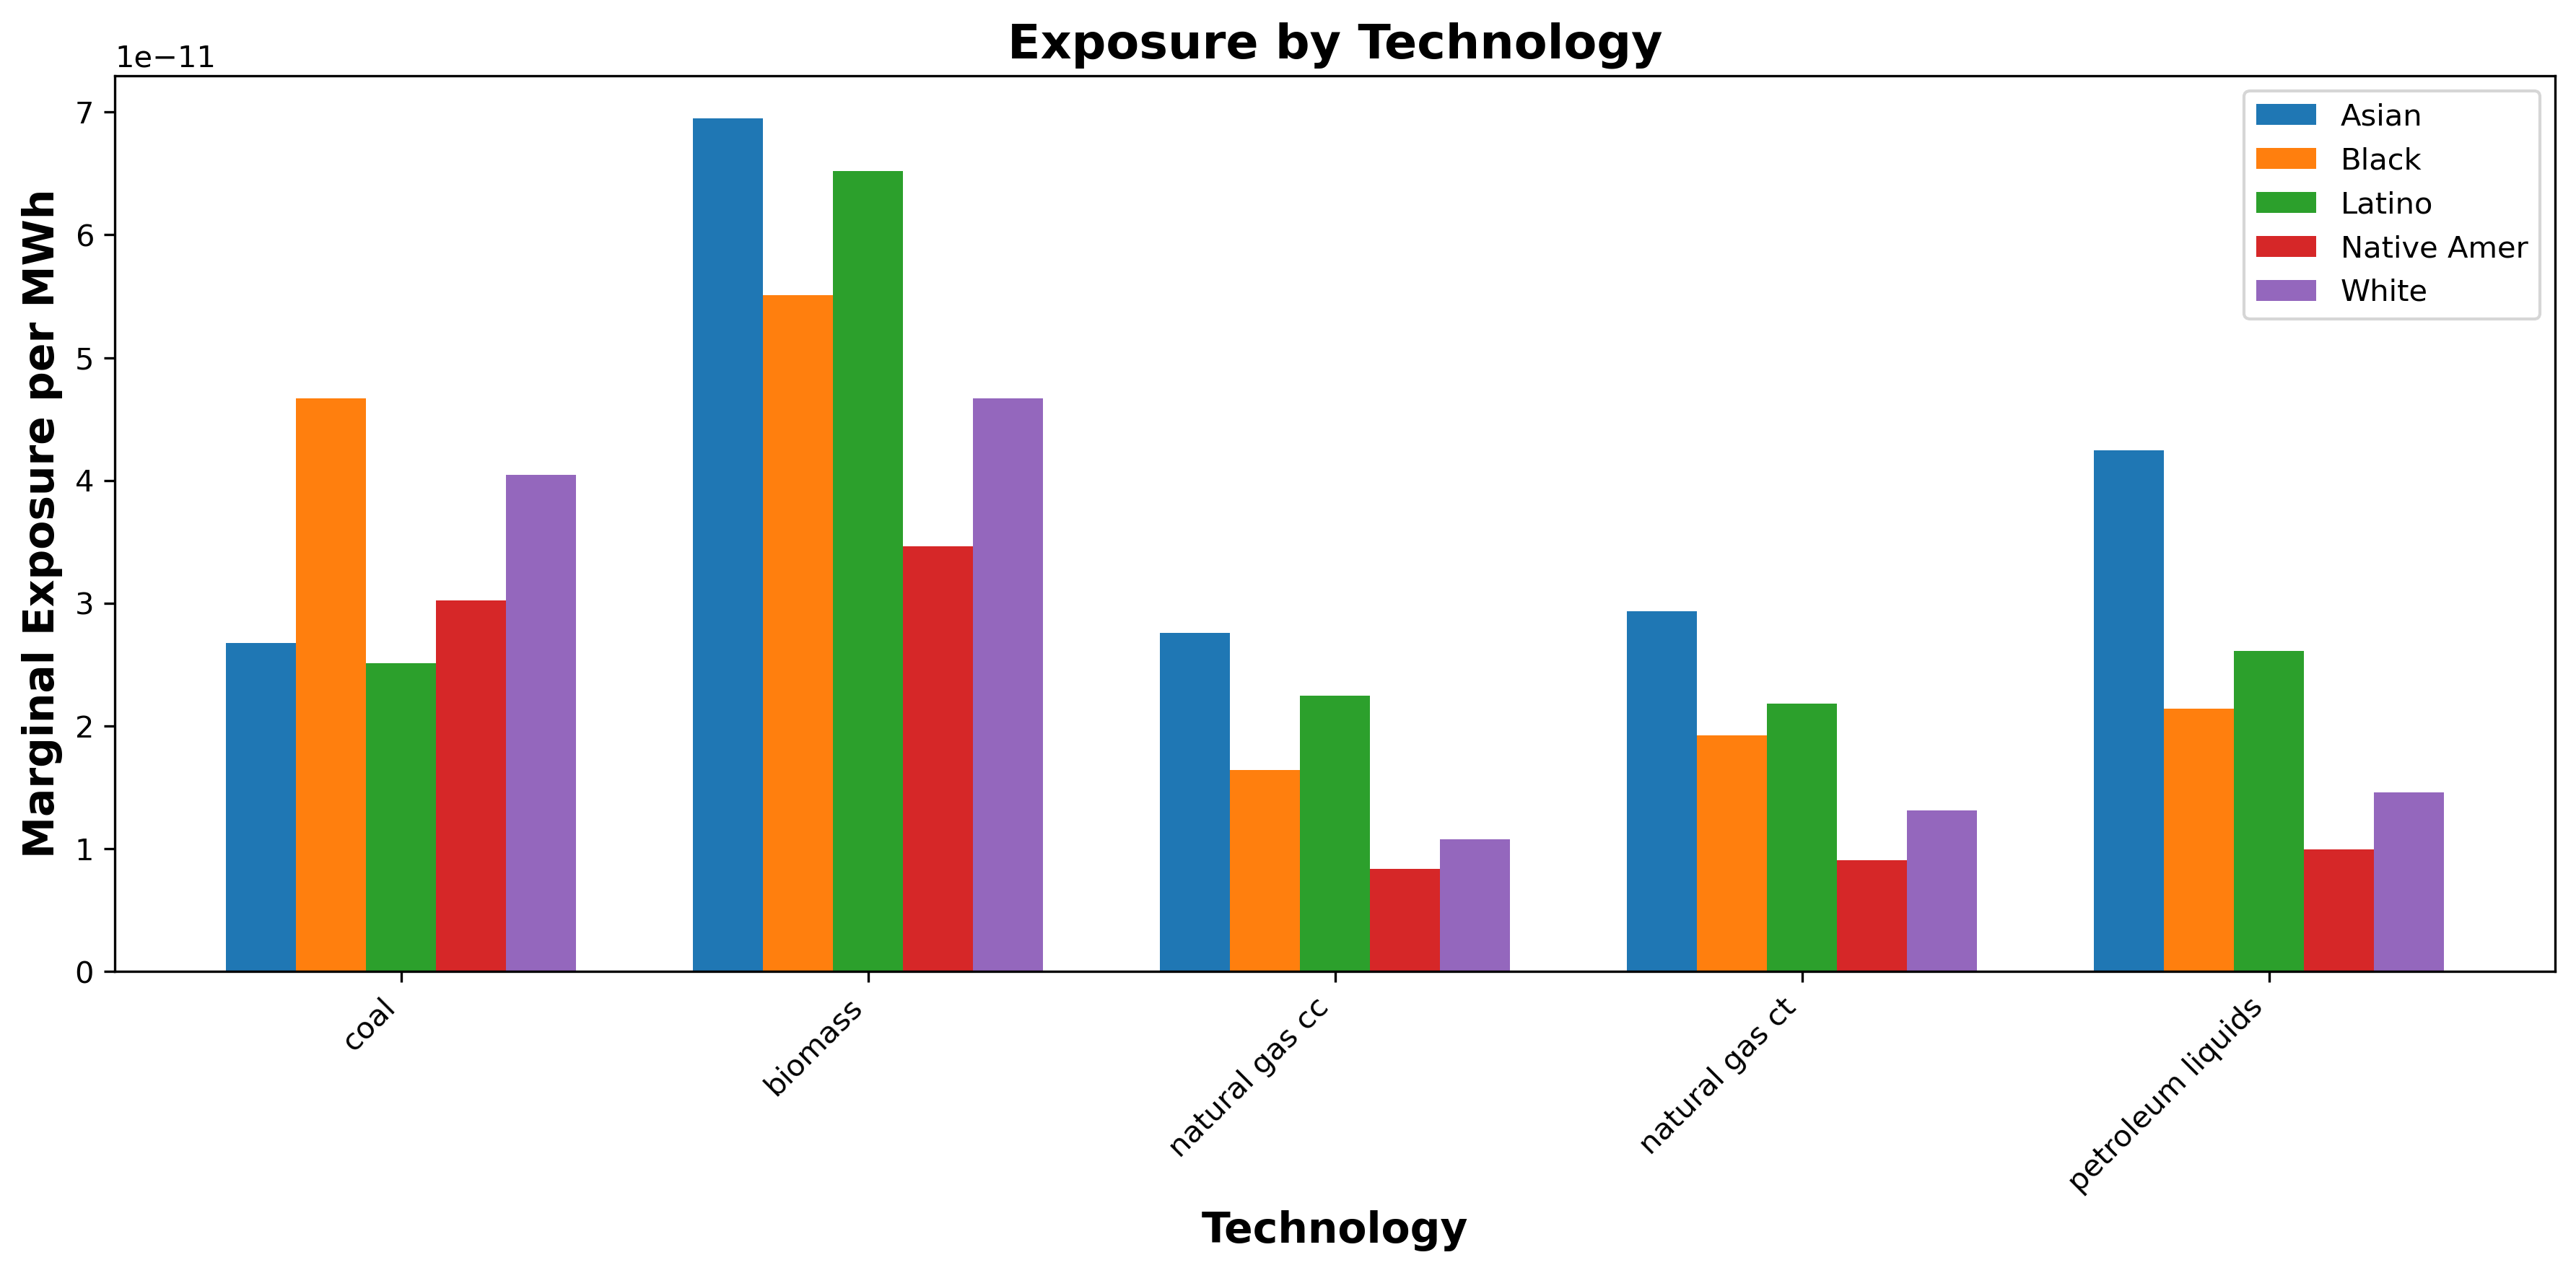 Exposure by Technology
1e−11
Marginal Exposure per MWh
7
6
5
4
3
2
1
0
Asian
Black
Latino
Native Amer
White
coal
biomass
natural gas cc
natural gas ct
petroleum liquids
Technology